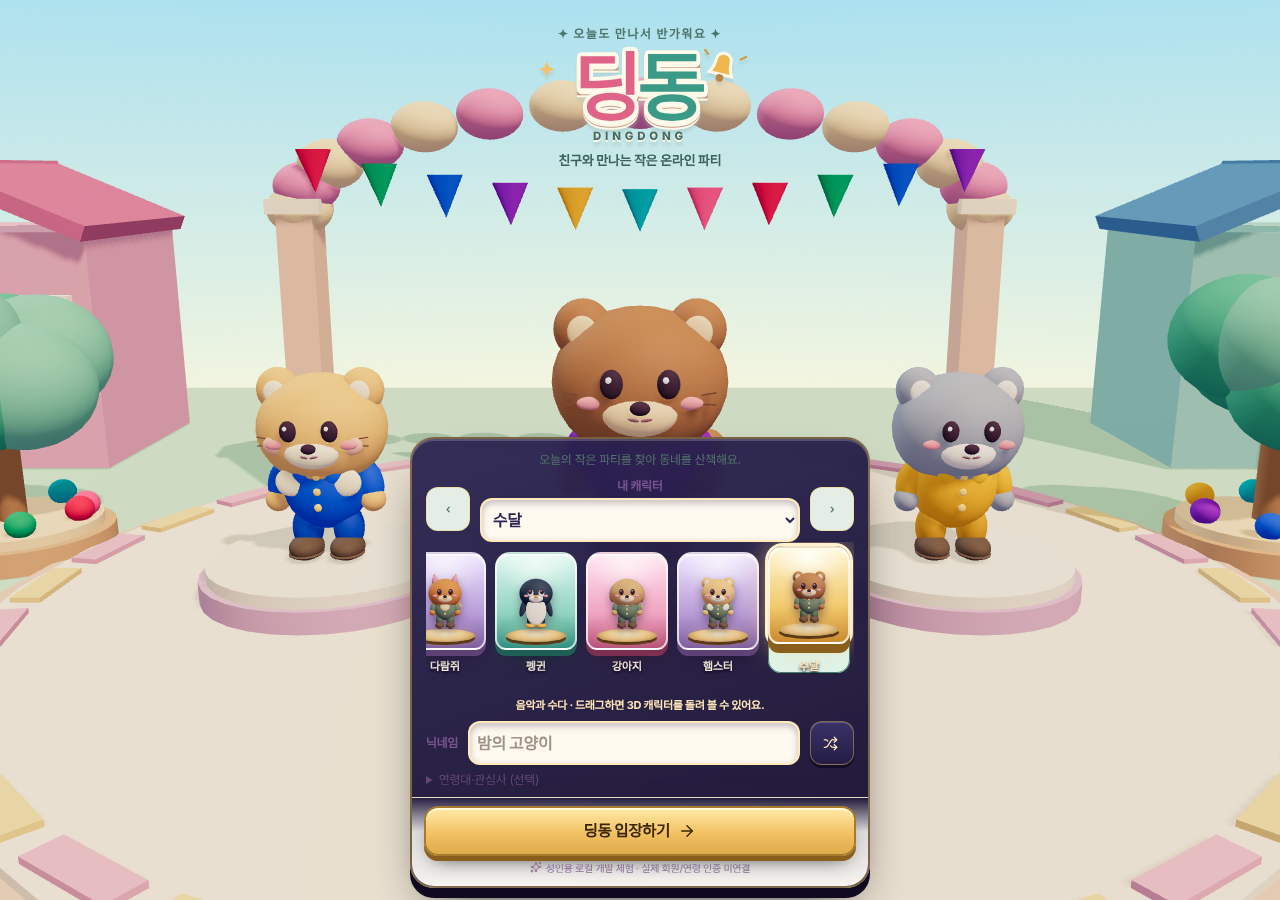 ✦ 오늘도 만나서 반가워요 ✦
딩동
DINGDONG
친구와 만나는 작은 온라인 파티
오늘의 작은 파티를 찾아 동네를 산책해요.
내 캐릭터
‹ 수달 ›
다람쥐 펭귄 강아지 햄스터 수달
음악과 수다 · 드래그하면 3D 캐릭터를 돌려 볼 수 있어요.
닉네임 밤의 고양이
▶ 연령대·관심사 (선택)
딩동 입장하기 →
성인용 로컬 개발 체험 · 실제 회원/연령 인증 미연결